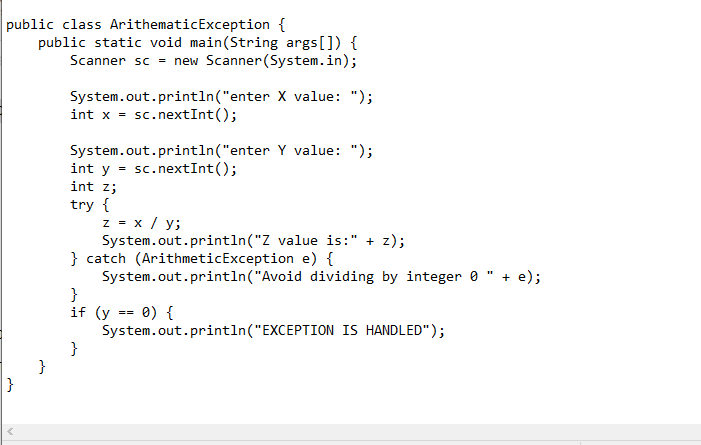 public class ArithematicException {
    public static void main(String args[]) {
        Scanner sc = new Scanner(System.in);

        System.out.println("enter X value: ");
        int x = sc.nextInt();

        System.out.println("enter Y value: ");
        int y = sc.nextInt();
        int z;
        try {
            z = x / y;
            System.out.println("Z value is:" + z);
        } catch (ArithmeticException e) {
            System.out.println("Avoid dividing by integer 0 " + e);
        }
        if (y == 0) {
            System.out.println("EXCEPTION IS HANDLED");
        }
    }
}